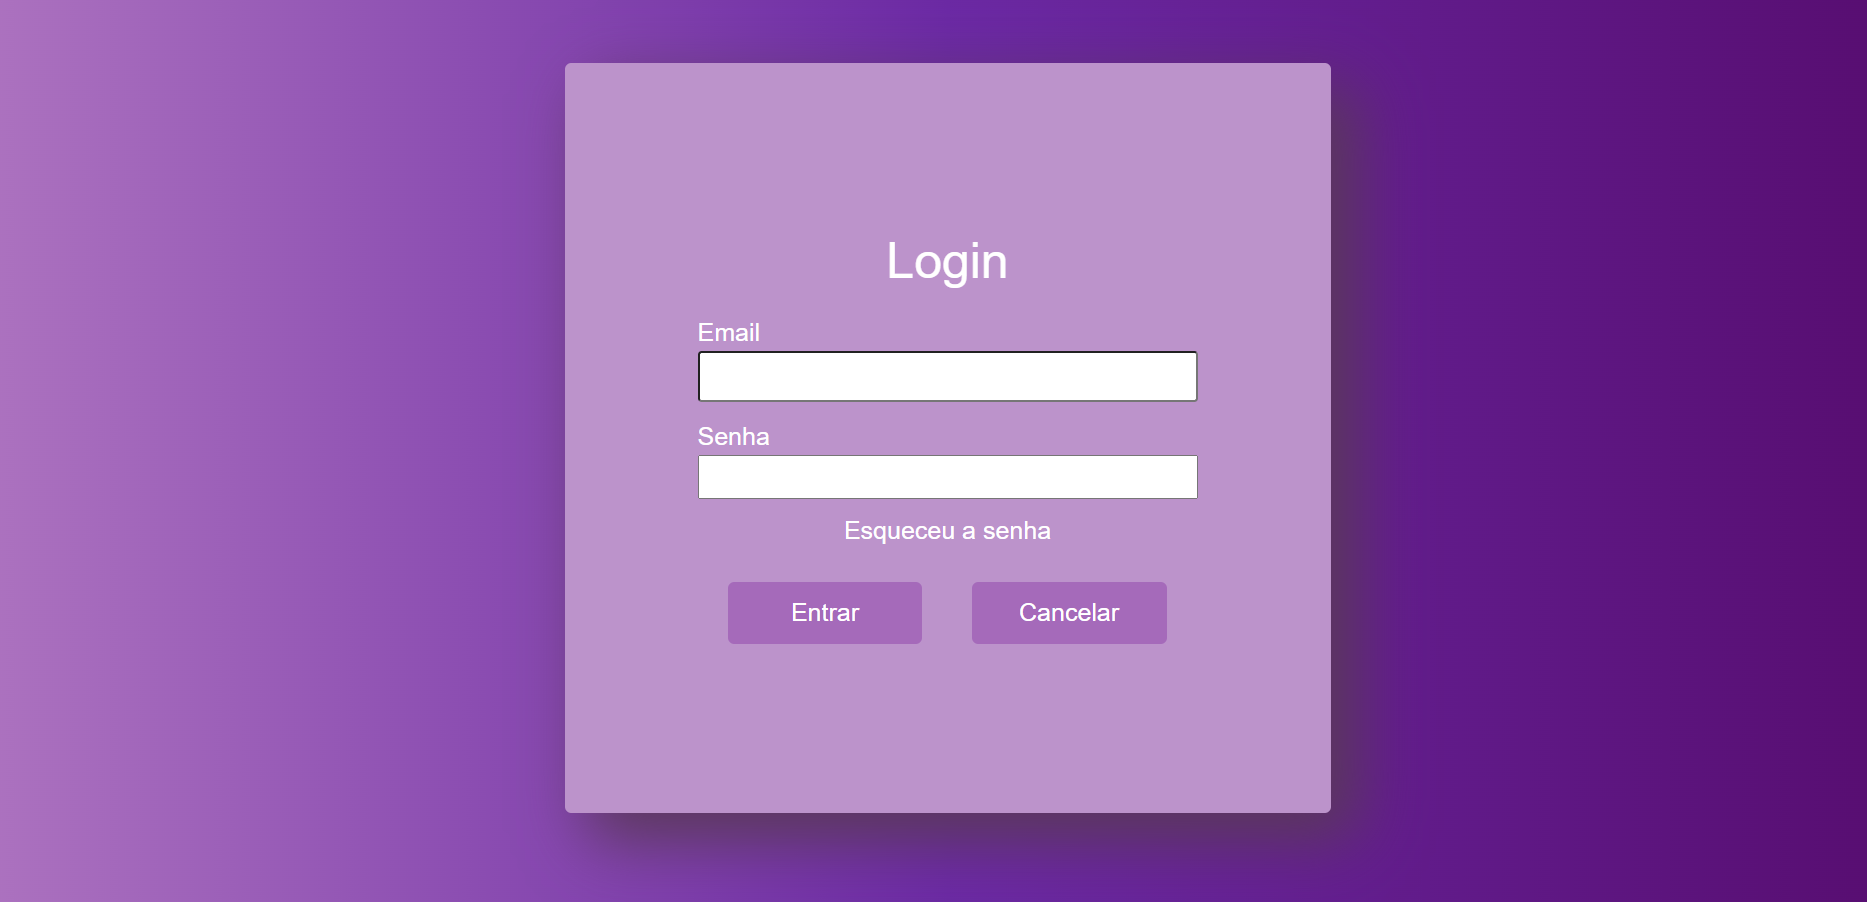 Login
Email
Senha
Esqueceu a senha
Entrar
Cancelar